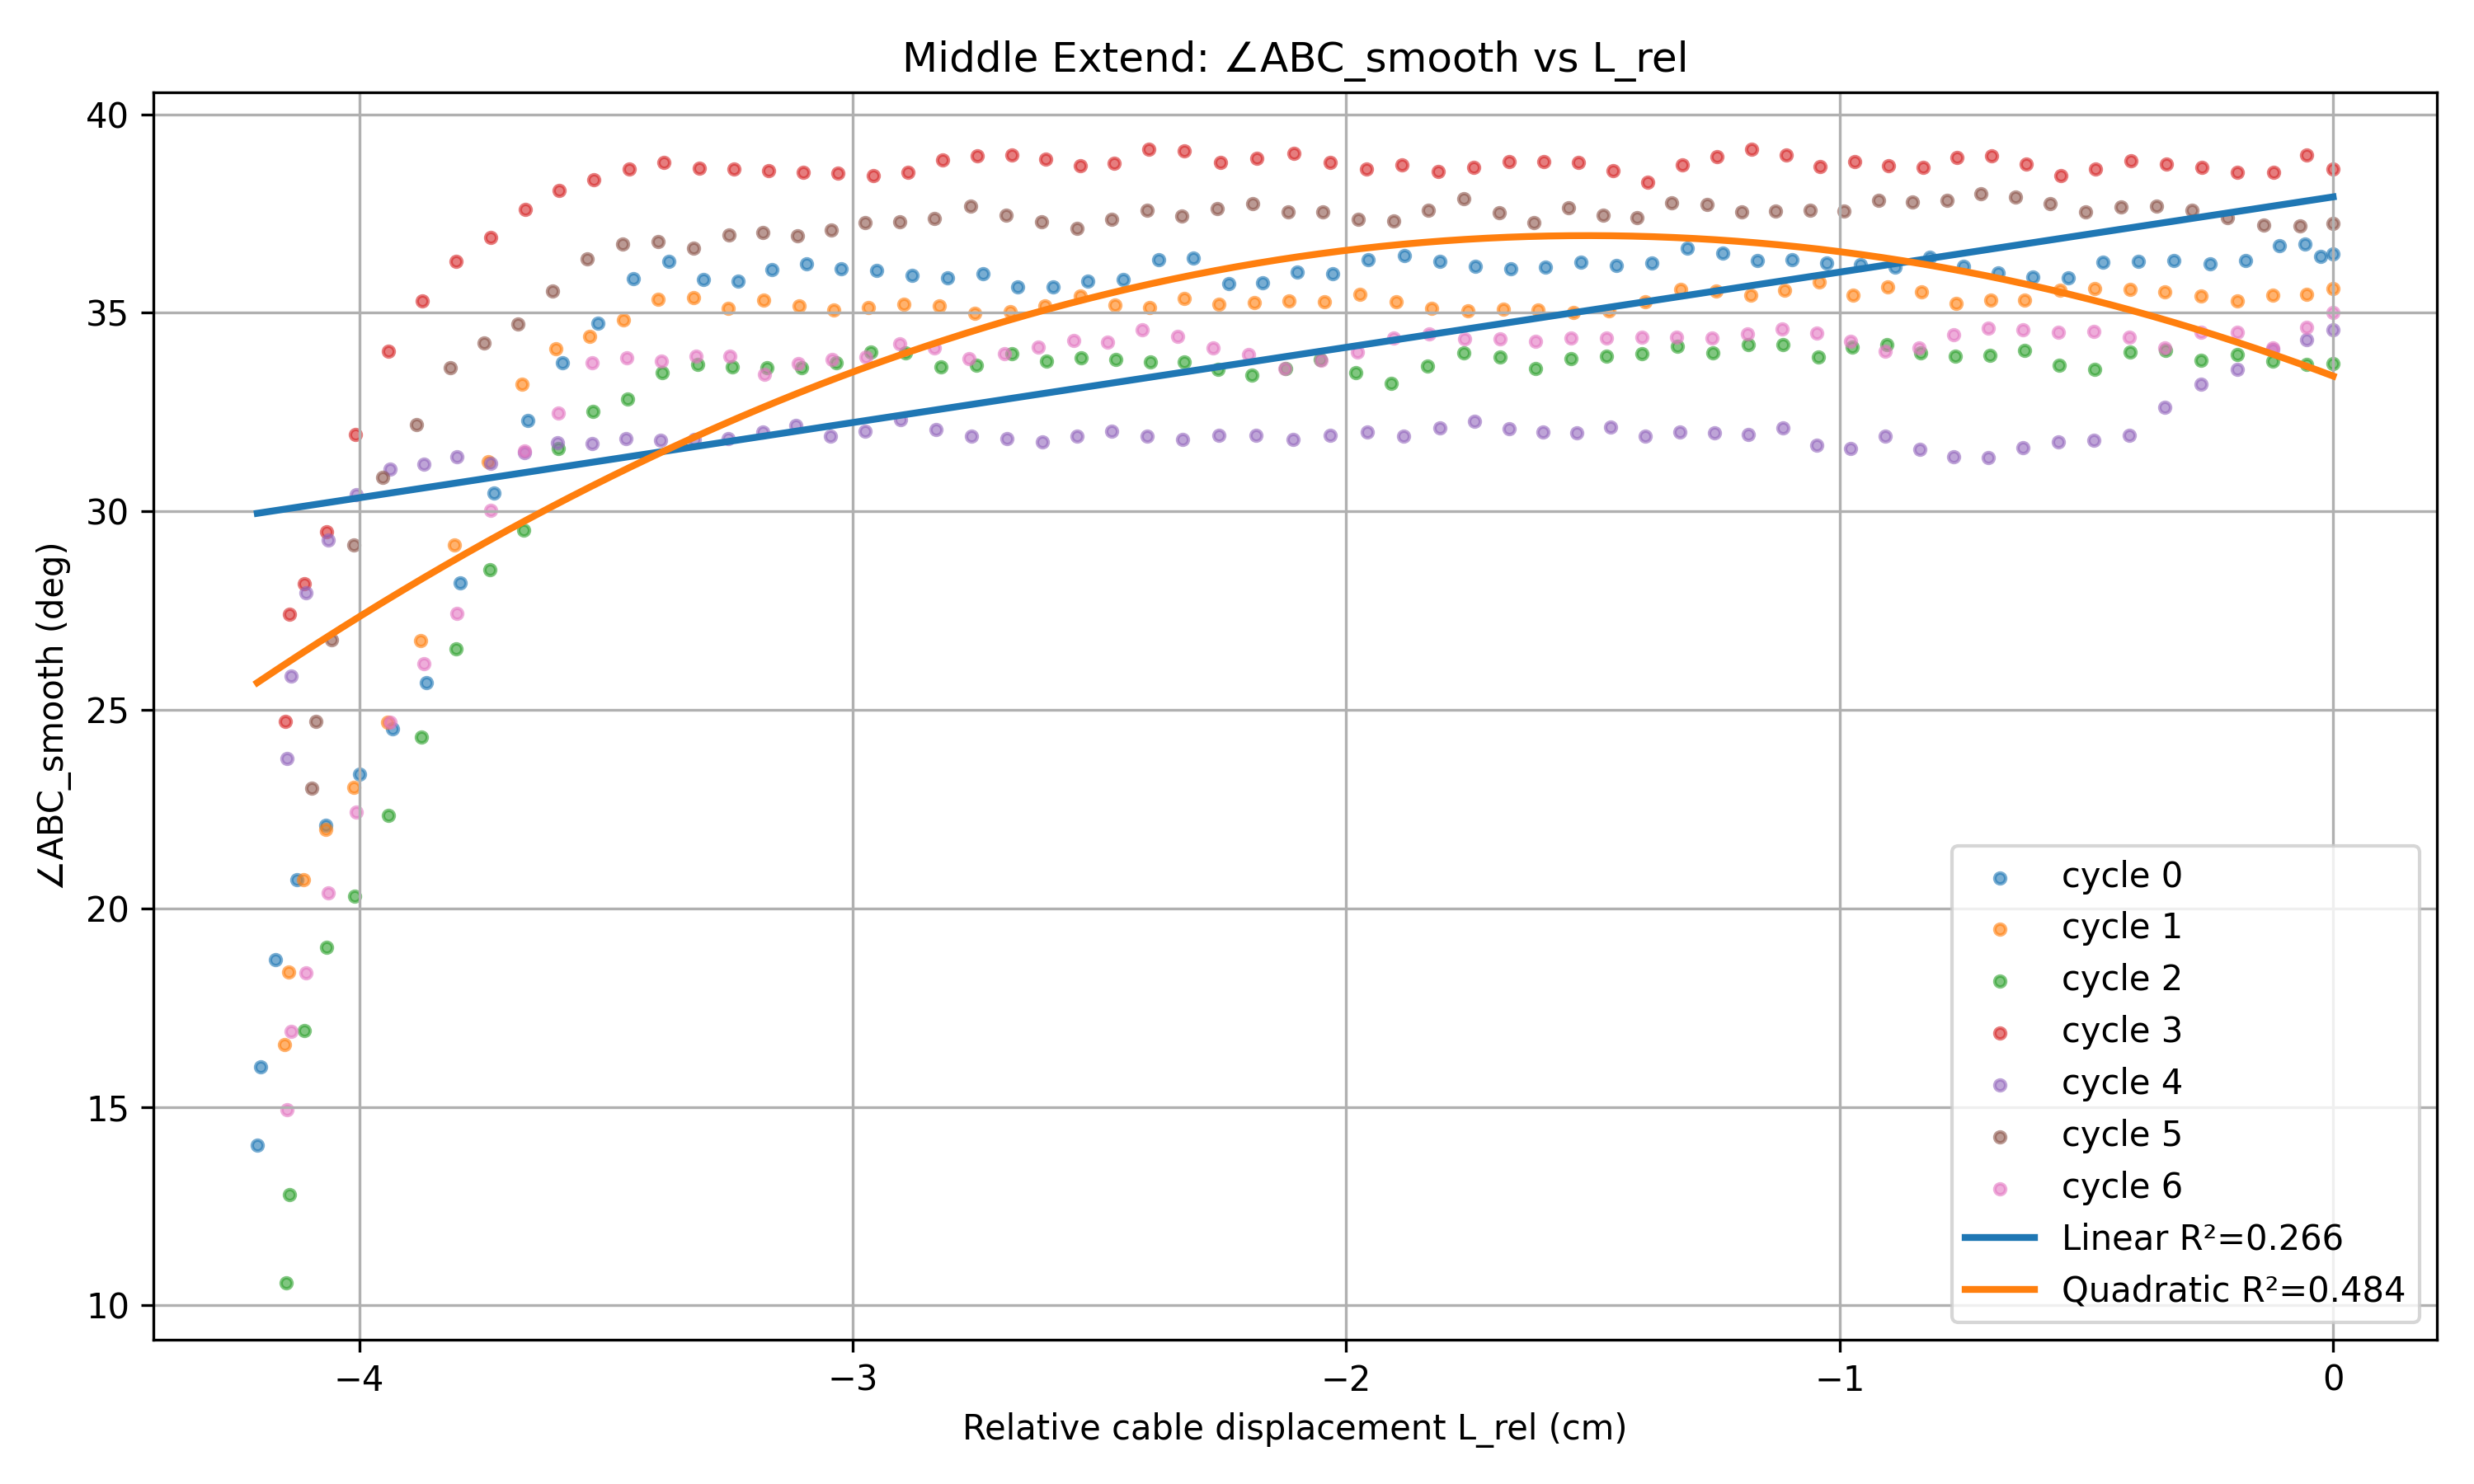 Middle Extend: ∠ABC_smooth vs L_rel
∠ABC_smooth (deg)
40
35
30
25
20
15
10
−4
−3
−2
−1
0
Relative cable displacement L_rel (cm)
cycle 0
cycle 1
cycle 2
cycle 3
cycle 4
cycle 5
cycle 6
Linear R²=0.266
Quadratic R²=0.484